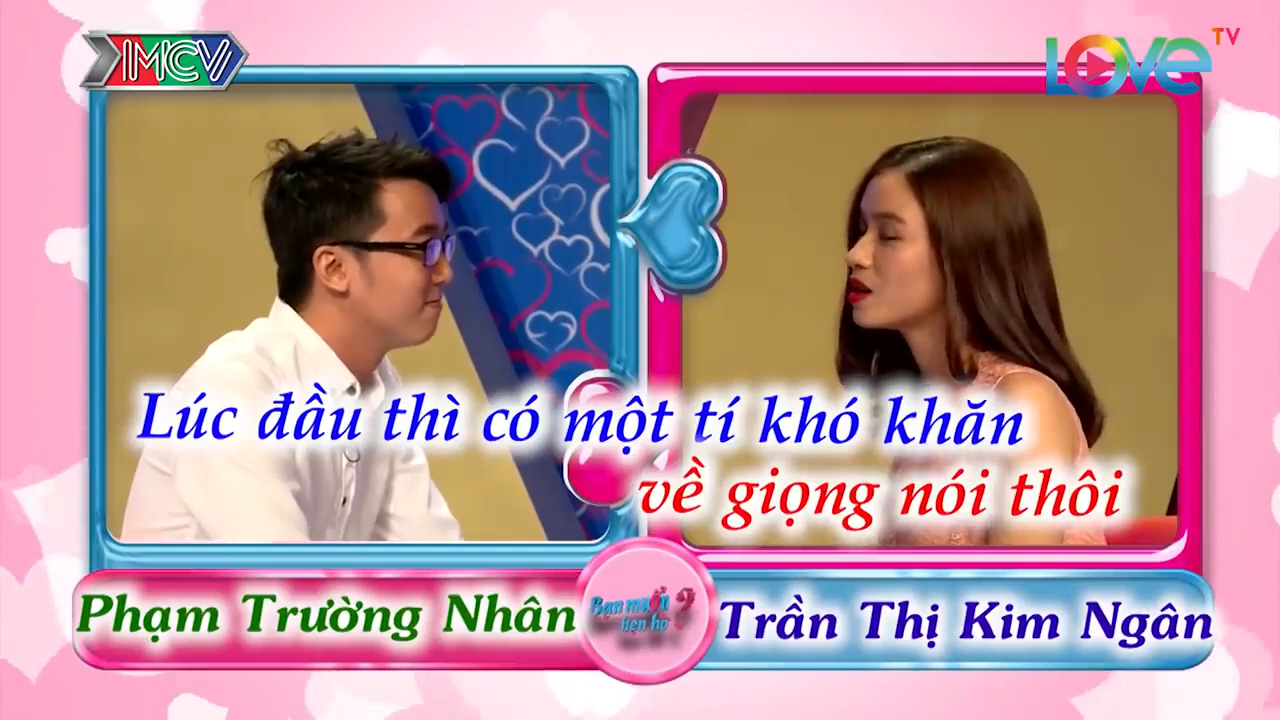 MCV
LOVE TV
Lúc đầu thì có một tí khó khăn
về giọng nói thôi
Phạm Trường Nhân
Bạn muốn
hẹn hò ?
Trần Thị Kim Ngân